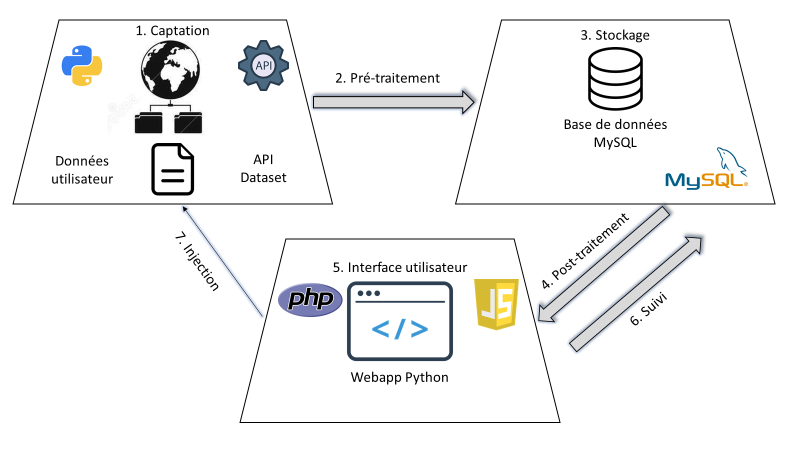 1. Captation
API
Données
utilisateur
API
Dataset
2. Pré-traitement
3. Stockage
Base de données
MySQL
MySQL®
4. Post-traitement
6. Suivi
5. Interface utilisateur
php
JS
</>
Webapp Python
7. Injection